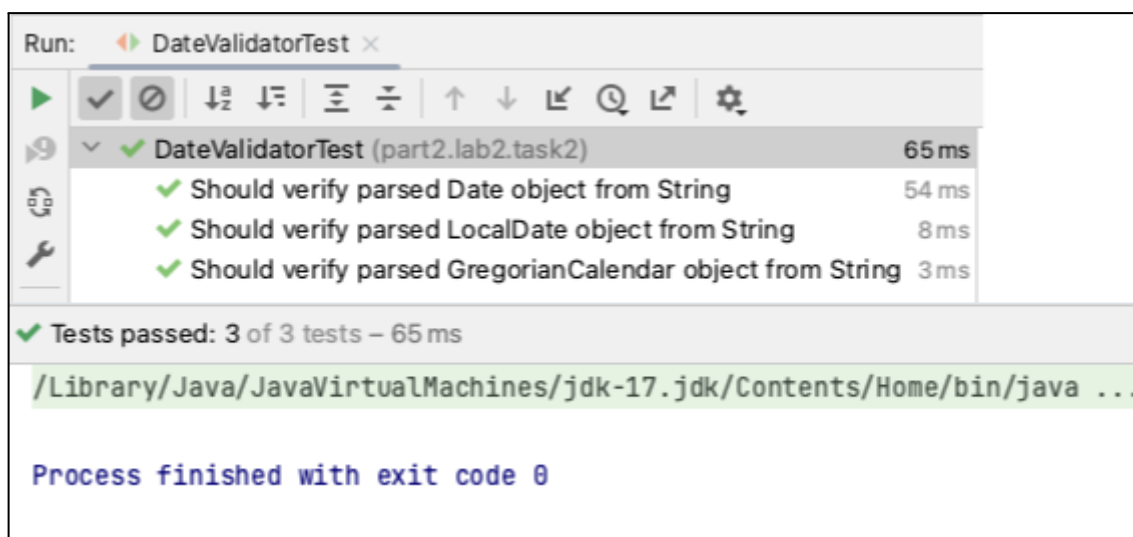 Run: DateValidatorTest
DateValidatorTest (part2.lab2.task2) 65 ms
Should verify parsed Date object from String 54 ms
Should verify parsed LocalDate object from String 8 ms
Should verify parsed GregorianCalendar object from String 3 ms
Tests passed: 3 of 3 tests – 65 ms
/Library/Java/JavaVirtualMachines/jdk-17.jdk/Contents/Home/bin/java ...
Process finished with exit code 0